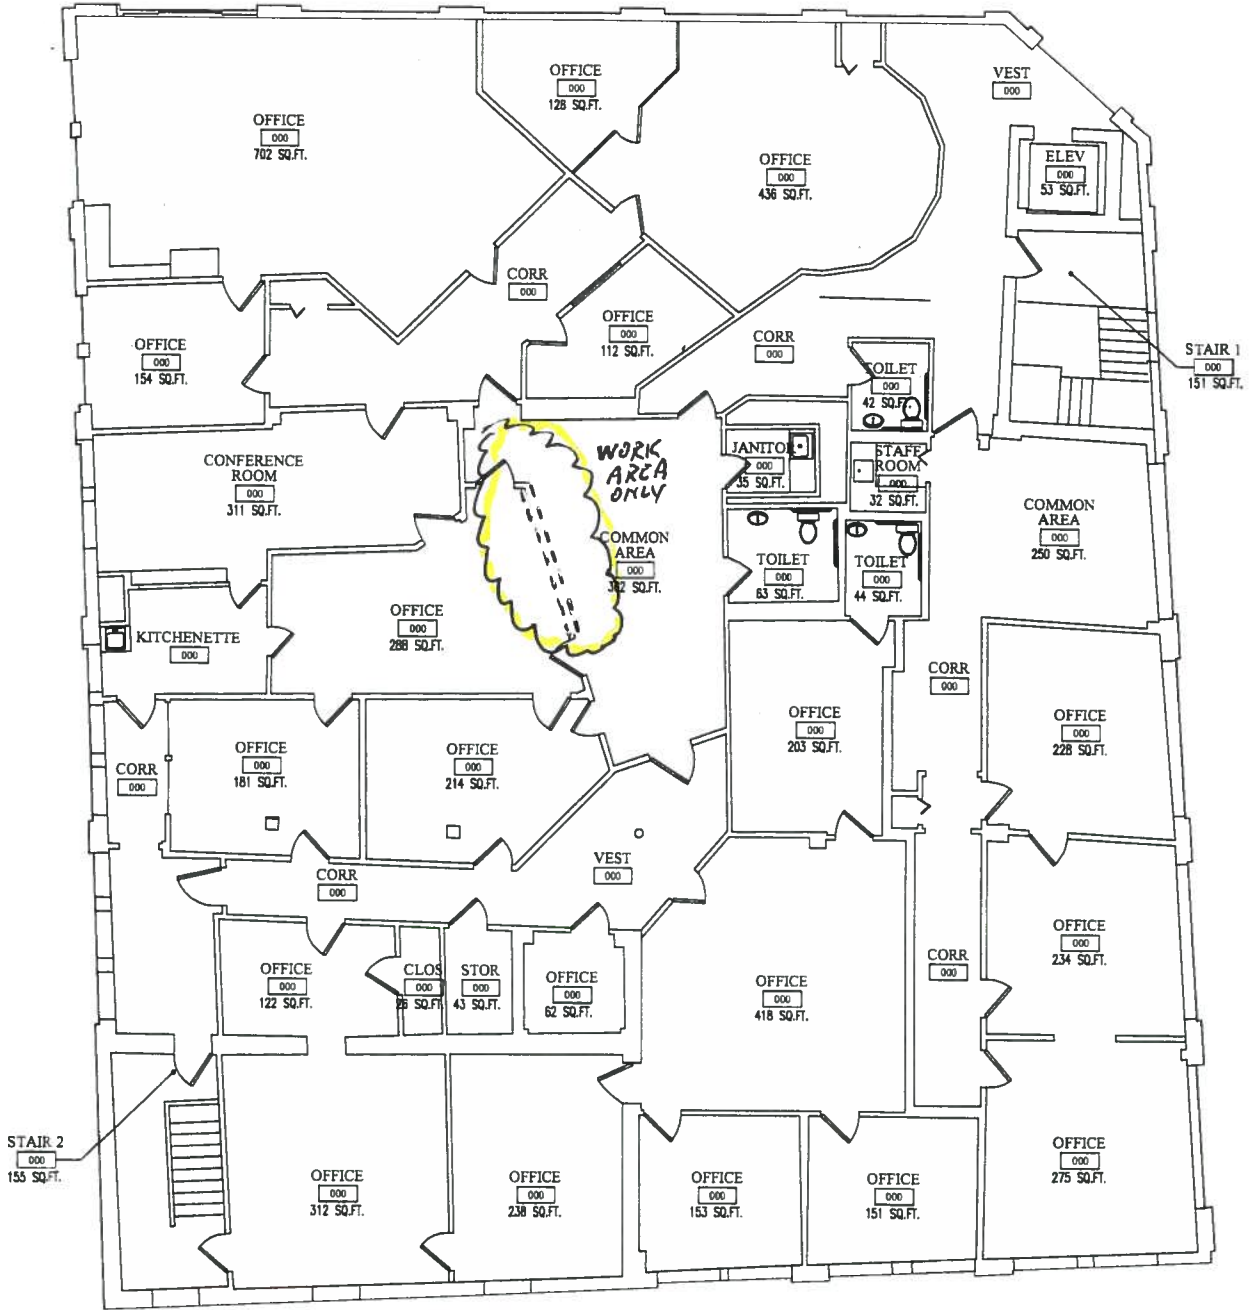 OFFICE
000
128 SQ.FT.
VEST
000
OFFICE
000
702 SQ.FT.
OFFICE
000
436 SQ.FT.
ELEV
000
53 SQ.FT.
CORR
000
OFFICE
000
112 SQ.FT.
OFFICE
000
154 SQ.FT.
CORR
000
STAIR 1
000
151 SQ.FT.
TOILET
000
42 SQ.FT.
CONFERENCE
ROOM
000
311 SQ.FT.
WORK
AREA
ONLY
JANITOR
000
35 SQ.FT.
STAFF
ROOM
000
32 SQ.FT.
COMMON
AREA
000
250 SQ.FT.
COMMON
AREA
000
SQ.FT.
TOILET
000
63 SQ.FT.
TOILET
000
44 SQ.FT.
OFFICE
000
288 SQ.FT.
KITCHENETTE
000
CORR
000
OFFICE
000
203 SQ.FT.
OFFICE
000
228 SQ.FT.
CORR
000
OFFICE
000
181 SQ.FT.
OFFICE
000
214 SQ.FT.
VEST
000
CORR
000
OFFICE
000
234 SQ.FT.
CORR
000
OFFICE
000
122 SQ.FT.
CLOS
000
26 SQ.FT.
STOR
000
43 SQ.FT.
OFFICE
000
62 SQ.FT.
OFFICE
000
418 SQ.FT.
STAIR 2
000
155 SQ.FT.
OFFICE
000
312 SQ.FT.
OFFICE
000
238 SQ.FT.
OFFICE
000
153 SQ.FT.
OFFICE
000
151 SQ.FT.
OFFICE
000
275 SQ.FT.